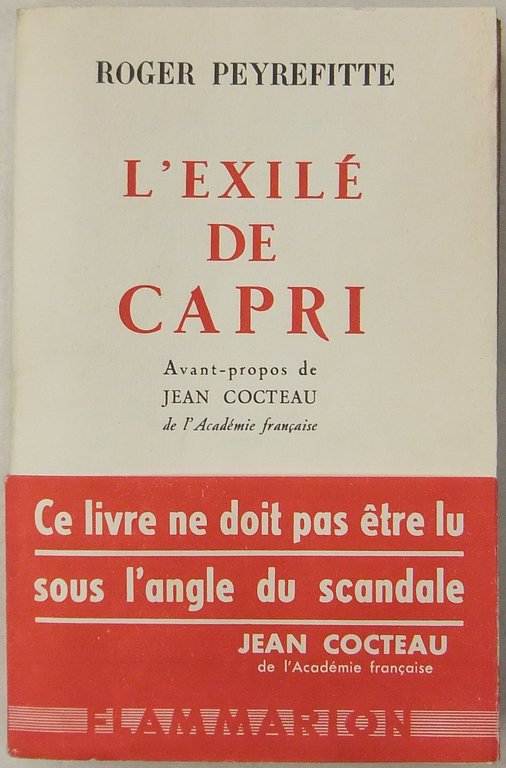 ROGER PEYREFITTE
L'EXILÉ
DE
CAPRI
Avant-propos de
JEAN COCTEAU
de l'Académie française
Ce livre ne doit pas être lu
sous l'angle du scandale
JEAN COCTEAU
de l'Académie française
FLAMMARION